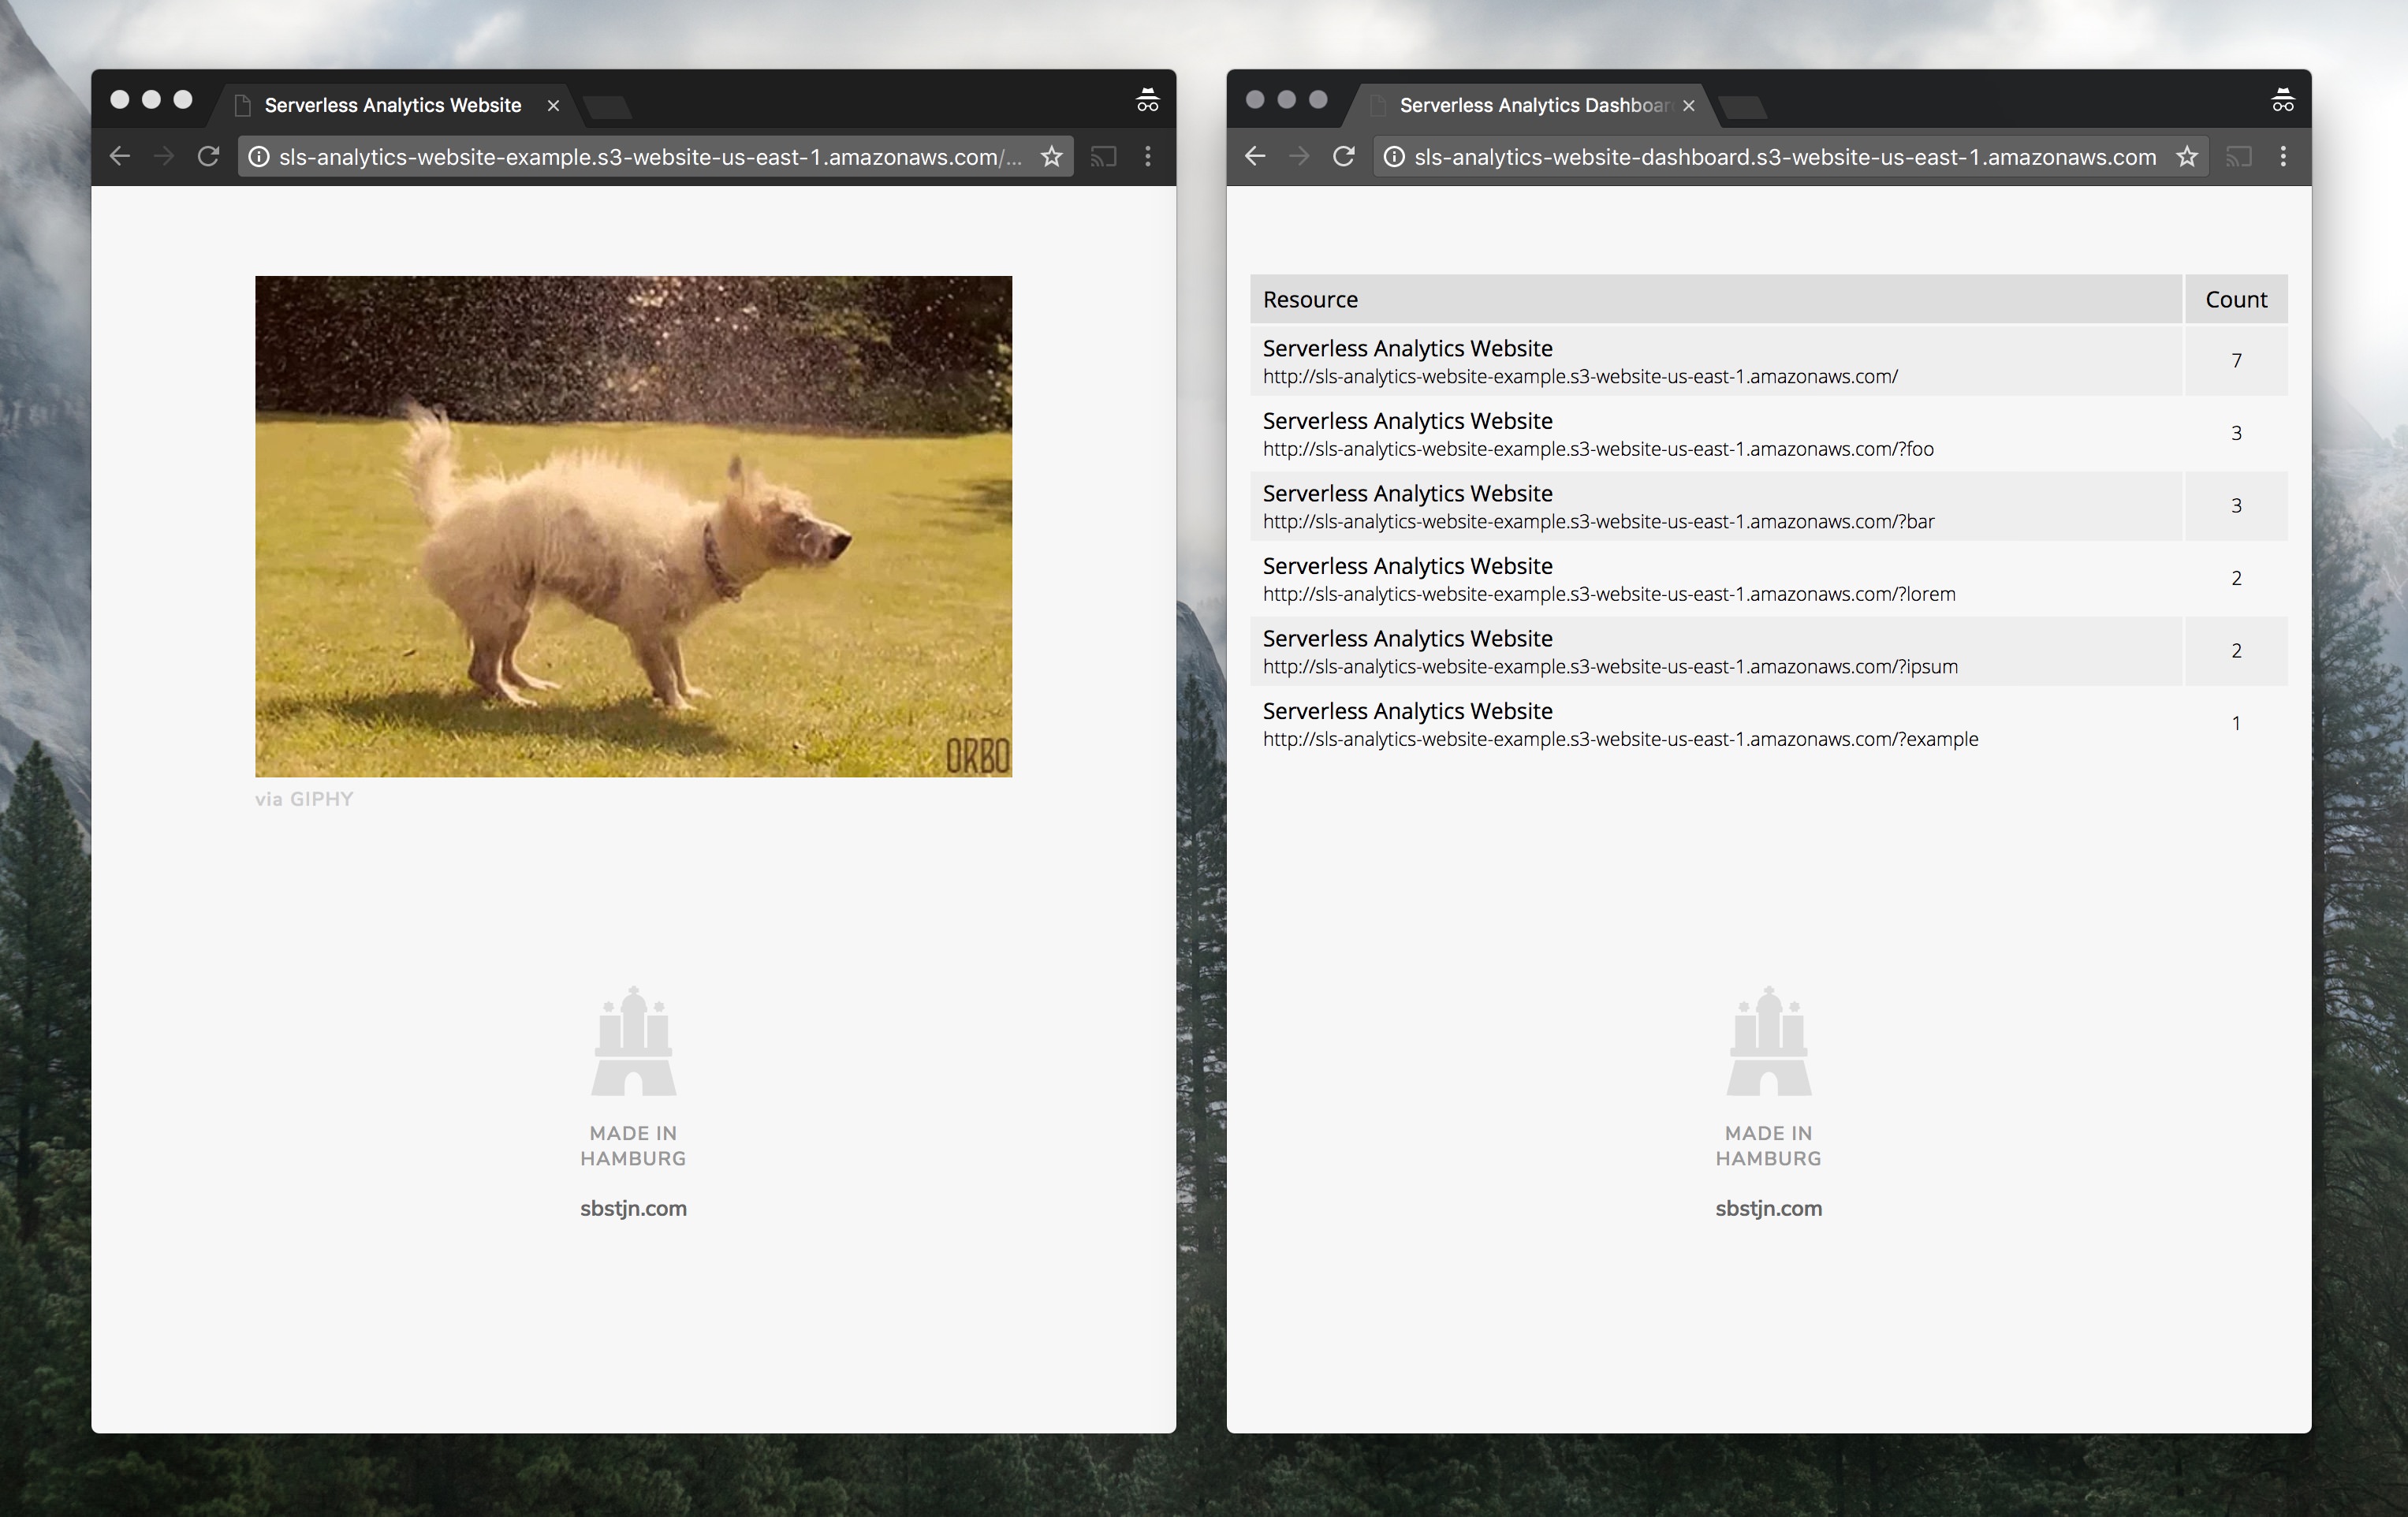 Serverless Analytics Website
sls-analytics-website-example.s3-website-us-east-1.amazonaws.com/...
ORBO
via GIPHY
MADE IN
HAMBURG
sbstjn.com
Serverless Analytics Dashboar
sls-analytics-website-dashboard.s3-website-us-east-1.amazonaws.com
Resource Count
Serverless Analytics Website
http://sls-analytics-website-example.s3-website-us-east-1.amazonaws.com/ 7
Serverless Analytics Website
http://sls-analytics-website-example.s3-website-us-east-1.amazonaws.com/?foo 3
Serverless Analytics Website
http://sls-analytics-website-example.s3-website-us-east-1.amazonaws.com/?bar 3
Serverless Analytics Website
http://sls-analytics-website-example.s3-website-us-east-1.amazonaws.com/?lorem 2
Serverless Analytics Website
http://sls-analytics-website-example.s3-website-us-east-1.amazonaws.com/?ipsum 2
Serverless Analytics Website
http://sls-analytics-website-example.s3-website-us-east-1.amazonaws.com/?example 1
MADE IN
HAMBURG
sbstjn.com